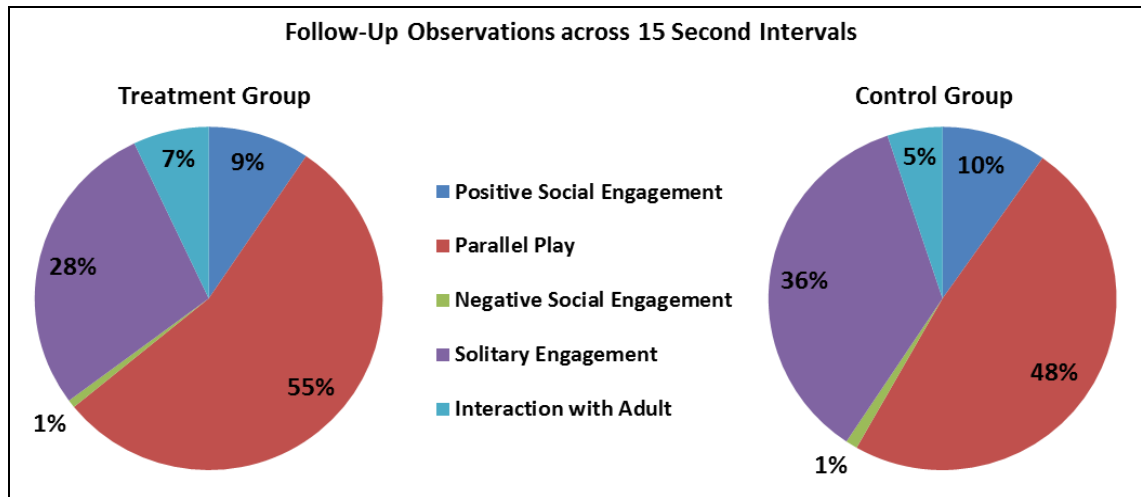 Follow-Up Observations across 15 Second Intervals
Treatment Group
7%
9%
28%
55%
1%
Positive Social Engagement
Parallel Play
Negative Social Engagement
Solitary Engagement
Interaction with Adult
Control Group
5%
10%
36%
48%
1%